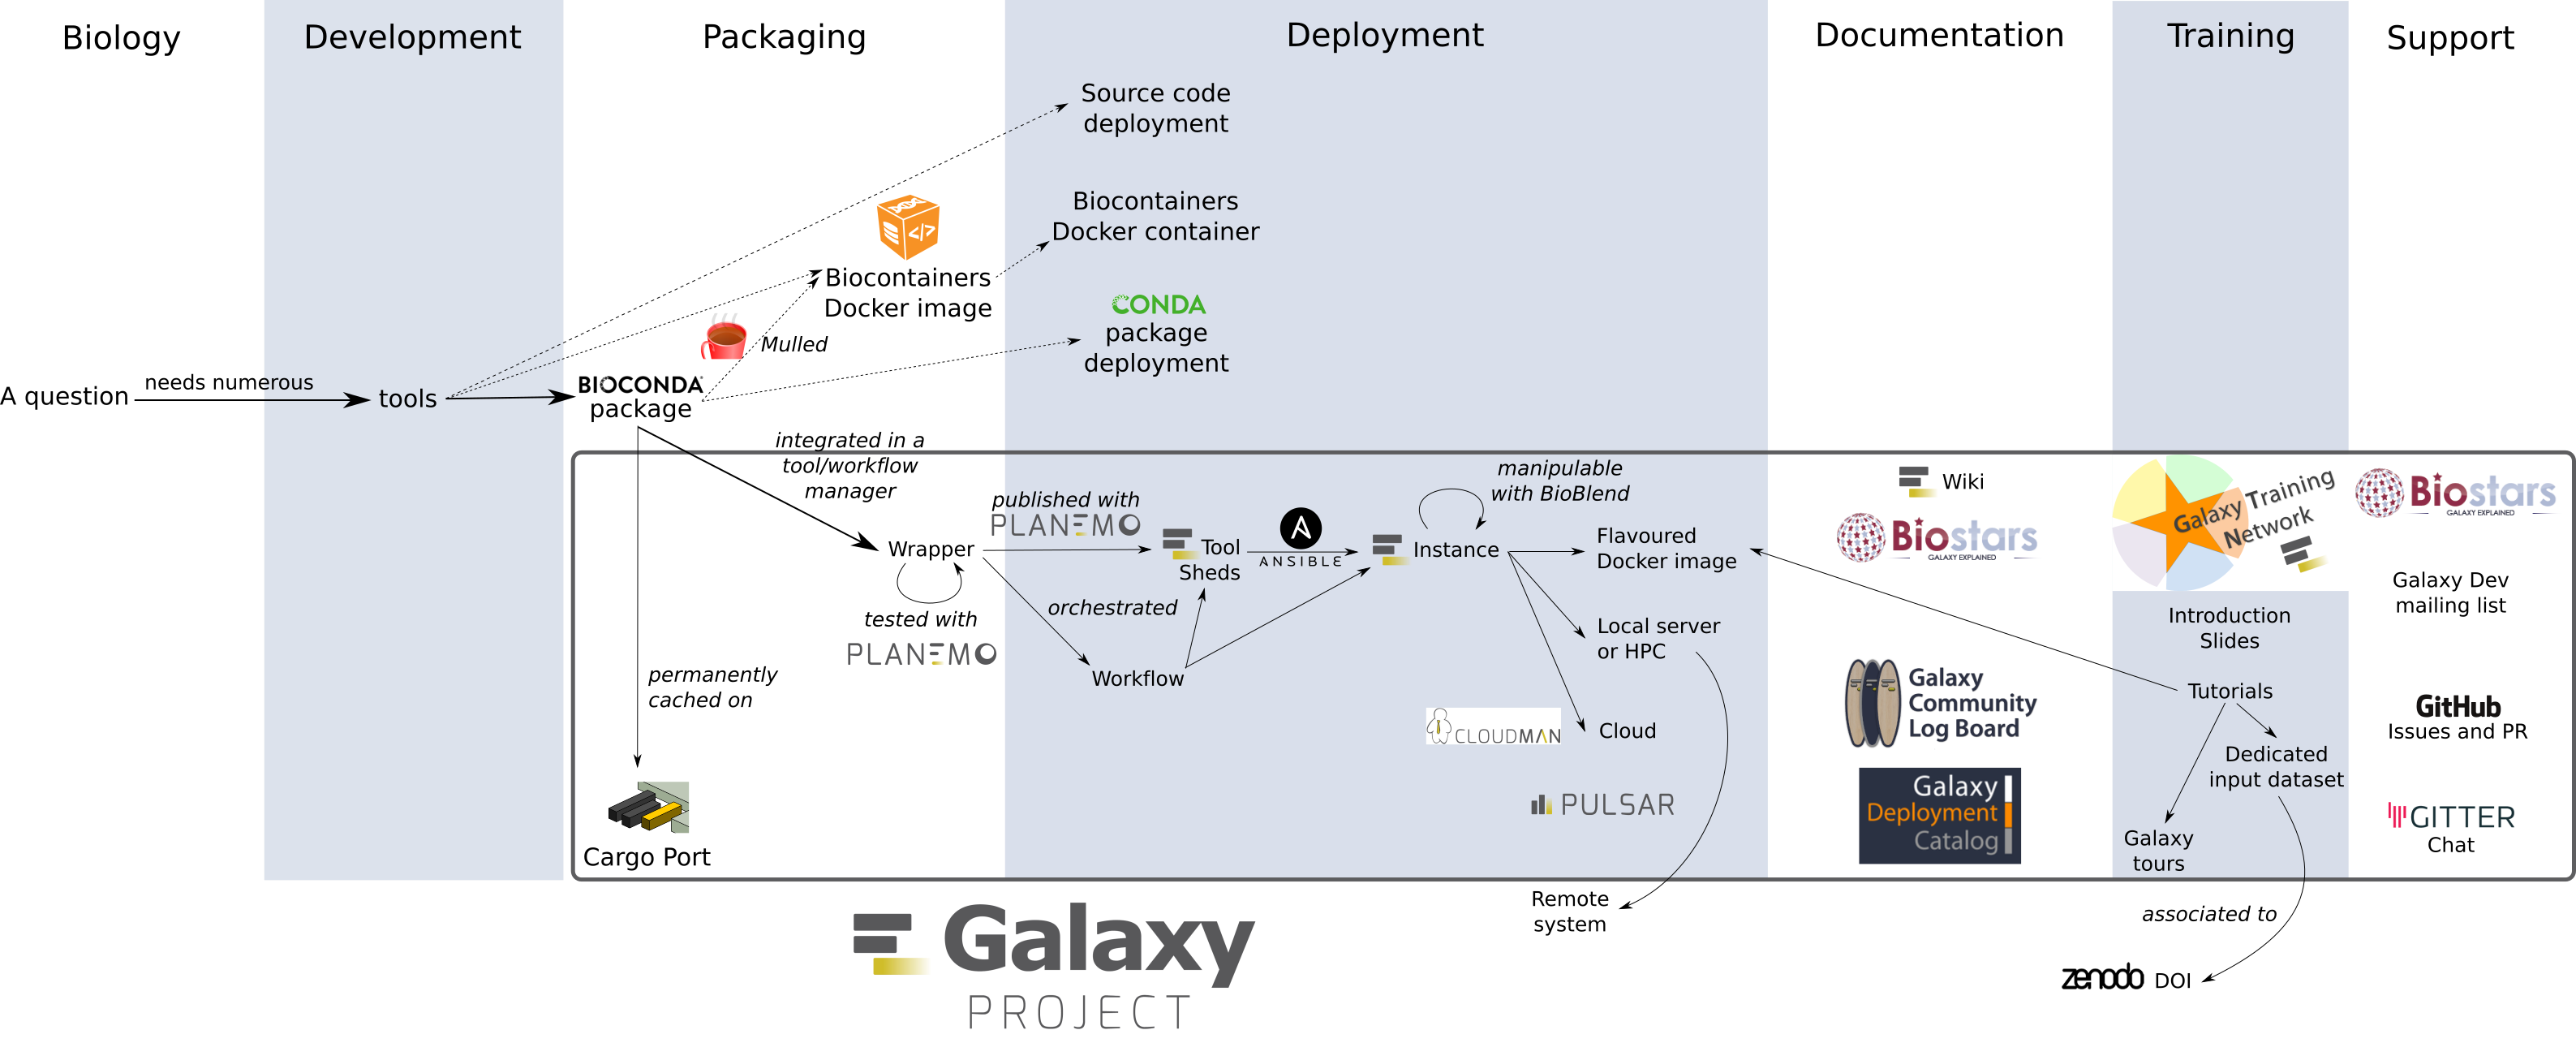 Biology
Development
Packaging
Deployment
Documentation
Training
Support
Source code
deployment
Biocontainers
Docker container
Biocontainers
Docker image
Mulled
CONDA
package
deployment
A question
needs numerous
tools
BIOCONDA
package
integrated in a
tool/workflow
manager
permanently
cached on
Cargo Port
Wrapper
tested with
PLANEMO
published with
PLANEMO
Tool
Sheds
orchestrated
Workflow
A
ANSIBLE
Instance
manipulable
with BioBlend
Flavoured
Docker image
Local server
or HPC
CLOUDMAN
Cloud
PULSAR
Remote
system
Wiki
Biostars
GALAXY EXPLAINED
Galaxy
Community
Log Board
Galaxy
Deployment
Catalog
Galaxy Training
Network
Introduction
Slides
Tutorials
Dedicated
input dataset
Galaxy
tours
associated to
zenodo DOI
Biostars
GALAXY EXPLAINED
Galaxy Dev
mailing list
GitHub
Issues and PR
GITTER
Chat
Galaxy
PROJECT